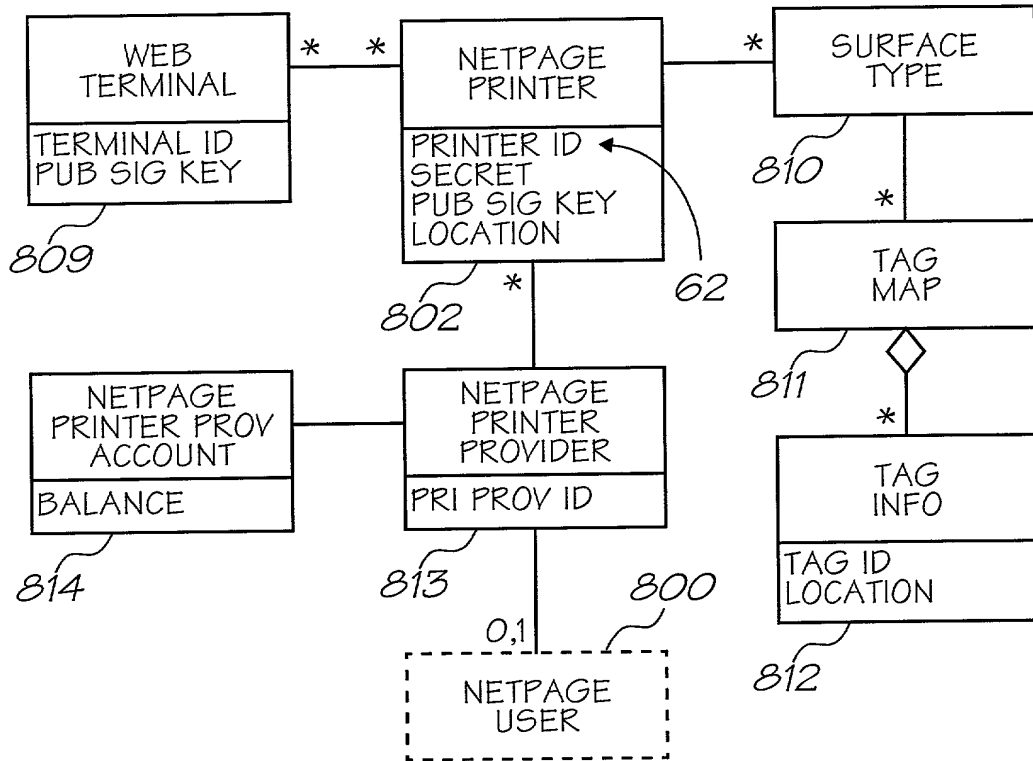 WEB
TERMINAL
TERMINAL ID
PUB SIG KEY
809
*
*
NETPAGE
PRINTER
PRINTER ID
SECRET
PUB SIG KEY
LOCATION
802
62
*
*
SURFACE
TYPE
810
*
TAG
MAP
811
*
TAG
INFO
TAG ID
LOCATION
812
NETPAGE
PRINTER PROV
ACCOUNT
BALANCE
814
NETPAGE
PRINTER
PROVIDER
PRI PROV ID
813
0,1
800
NETPAGE
USER